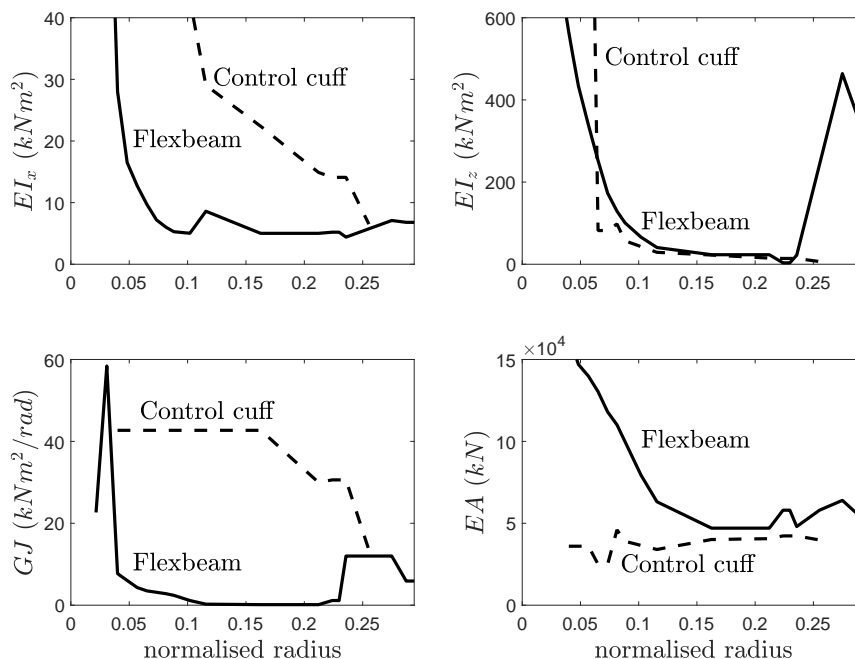 EI_x (kNm^2)
40
30
20
10
0
Control cuff
Flexbeam
0 0.05 0.1 0.15 0.2 0.25
EI_z (kNm^2)
600
400
200
0
Control cuff
Flexbeam
0 0.05 0.1 0.15 0.2 0.25
GJ (kNm^2/rad)
60
40
20
0
Control cuff
Flexbeam
0 0.05 0.1 0.15 0.2 0.25
normalised radius
EA (kN)
×10^4
15
10
5
0
Flexbeam
Control cuff
0 0.05 0.1 0.15 0.2 0.25
normalised radius